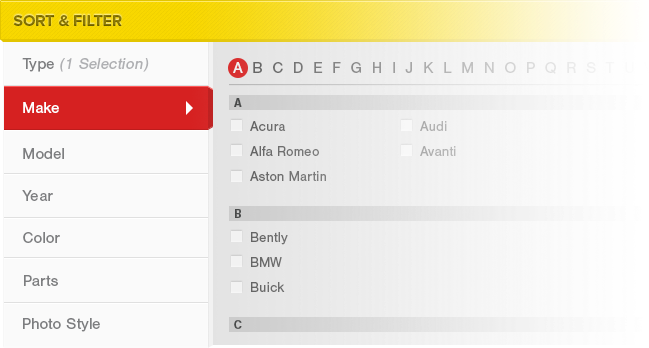 SORT & FILTER
Type (1 Selection)
Make
Model
Year
Color
Parts
Photo Style
A B C D E F G H I J K L M N O P Q R S T
A
Acura
Audi
Alfa Romeo
Avanti
Aston Martin
B
Bently
BMW
Buick
C